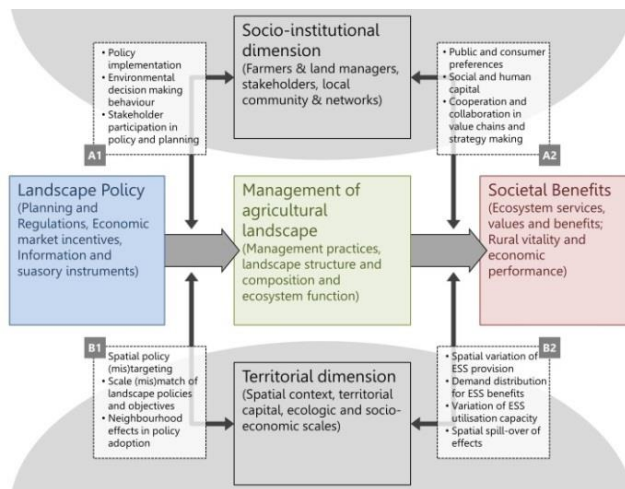 • Policy
implementation
• Environmental
decision making
behaviour
• Stakeholder
participation in
policy and planning
A1
Socio-institutional
dimension
(Farmers & land managers,
stakeholders, local
community & networks)
• Public and consumer
preferences
• Social and human
capital
• Cooperation and
collaboration in
value chains and
strategy making
A2
Landscape Policy
(Planning and
Regulations, Economic
market incentives,
Information and
suasory instruments)
Management of
agricultural
landscape
(Management practices,
landscape structure and
composition and
ecosystem function)
Societal Benefits
(Ecosystem services,
values and benefits;
Rural vitality and
economic
performance)
B1
Spatial policy
(mis)targeting
• Scale (mis)match of
landscape policies
and objectives
• Neighbourhood
effects in policy
adoption
Territorial dimension
(Spatial context, territorial
capital, ecologic and socio-
economic scales)
B2
• Spatial variation of
ESS provision
• Demand distribution
for ESS benefits
• Variation of ESS
utilisation capacity
• Spatial spill-over of
effects